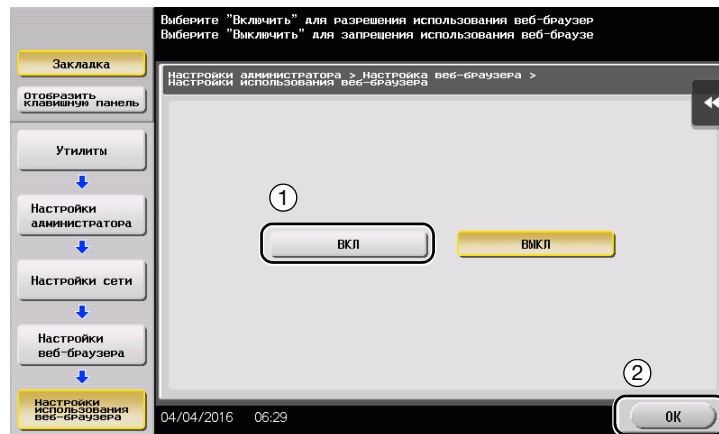 Выберите "Включить" для разрешения использования веб-браузер
Выберите "Выключить" для запрещения использования веб-браузе
Закладка
Отобразить
клавишную панель
Настройки администратора > Настройка веб-браузера >
Настройки использования веб-браузера
Утилиты
Настройки
администратора
Настройки сети
Настройки
веб-браузера
Настройки
использования
веб-браузера
1
ВКЛ
ВЫКЛ
2
04/04/2016 06:29
OK